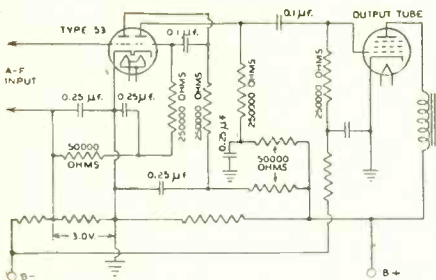 TYPE 53
0.1 µf.
0.1 µf.
OUTPUT TUBE
A-F
INPUT
0.25 µf.
0.25 µf.
250000 OHMS
250000 OHMS
250000 OHMS
250000 OHMS
50000
OHMS
0.25 µf.
50000
OHMS
0.25 µf.
3.0V.
B-
B+